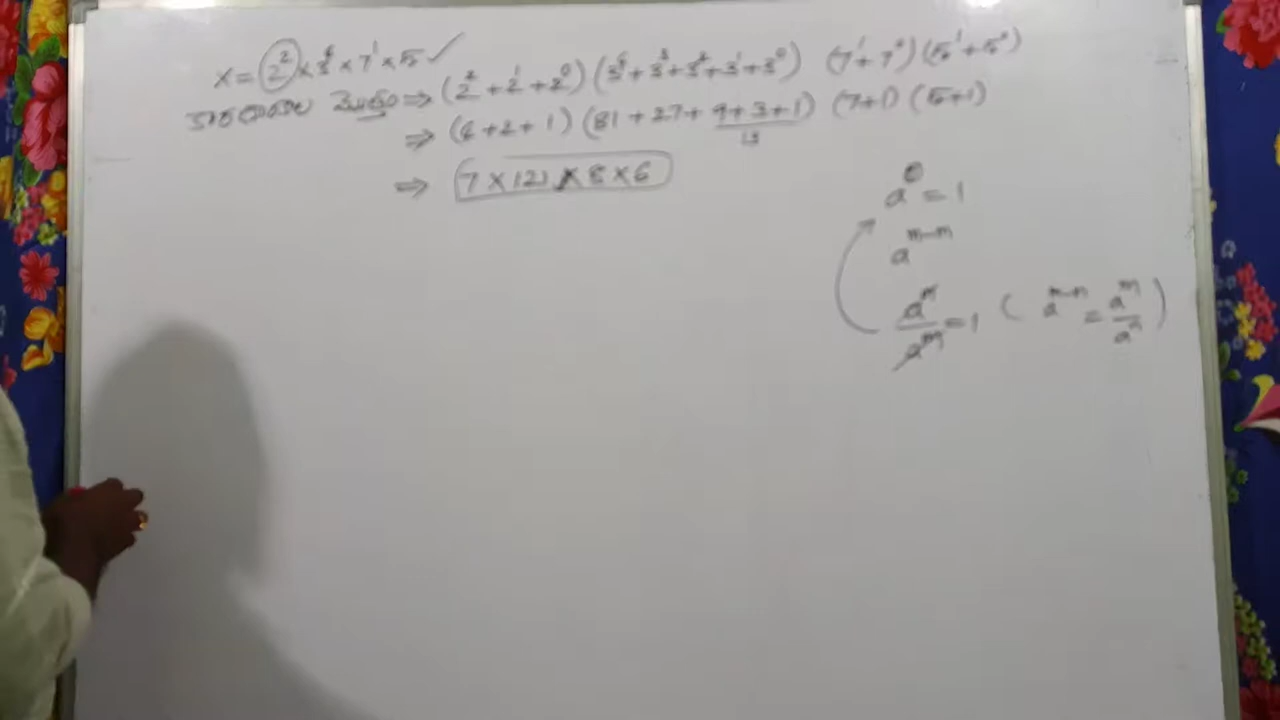 x = 2² × 3⁴ × 7¹ × 5 ✓
కారణాంకాల మొత్తం ⇒ (2² + 2¹ + 2⁰) (3⁴ + 3³ + 3² + 3¹ + 3⁰) (7¹ + 7⁰) (5¹ + 5⁰)
⇒ (4 + 2 + 1) (81 + 27 + 9 + 3 + 1) (7+1) (5+1)
13
⇒ 7 × 121 × 8 × 6
a⁰ = 1
aᵐ⁻ᵐ
aᵐ/aᵐ = 1 ( aᵐ⁻ⁿ = aᵐ/aⁿ )